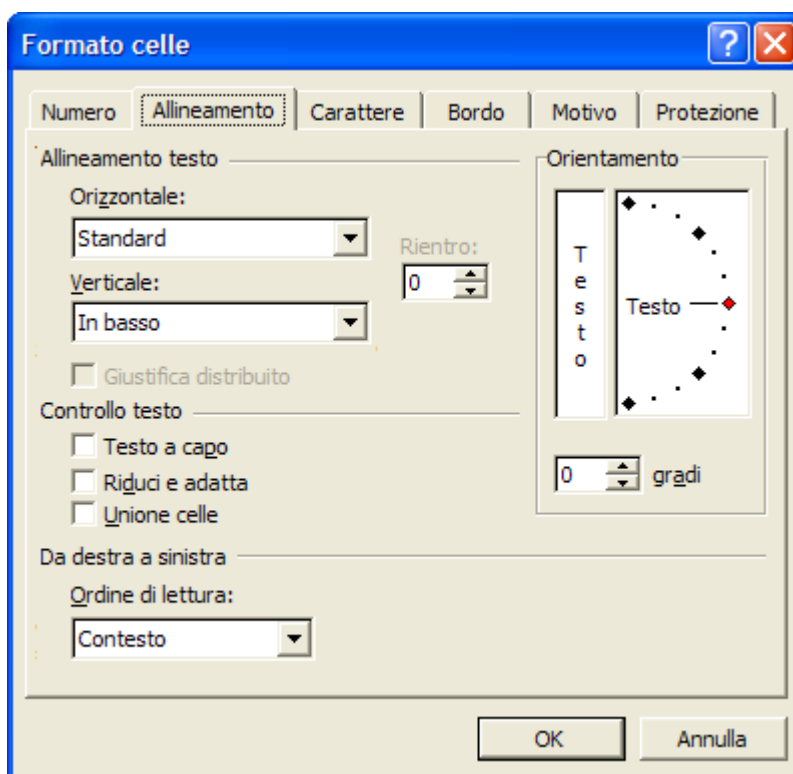 Formato celle
Numero Allineamento Carattere Bordo Motivo Protezione
Allineamento testo
Orizzontale:
Standard
Rientro:
0
Verticale:
In basso
Giustifica distribuito
Controllo testo
Testo a capo
Riduci e adatta
Unione celle
Orientamento
Testo
Testo
0 gradi
Da destra a sinistra
Ordine di lettura:
Contesto
OK Annulla